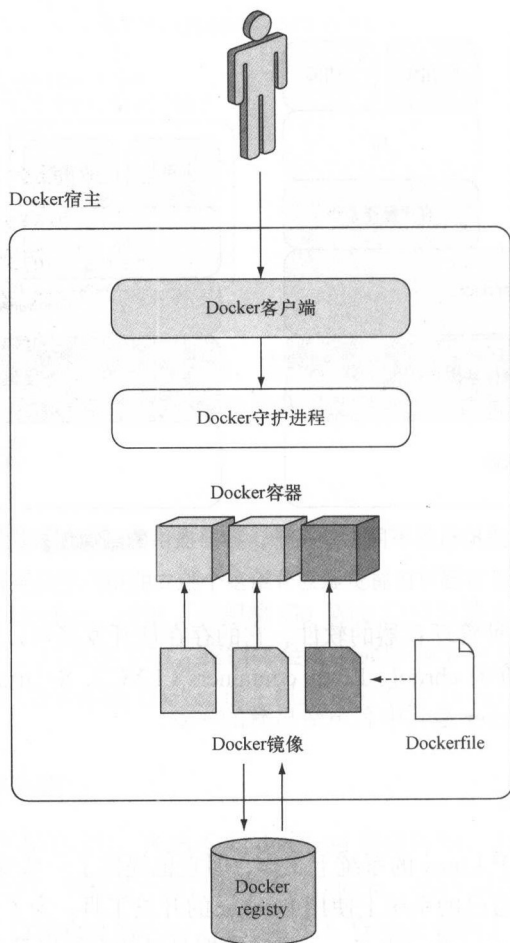 Docker宿主
Docker客户端
Docker守护进程
Docker容器
Docker镜像
Dockerfile
Docker
registy